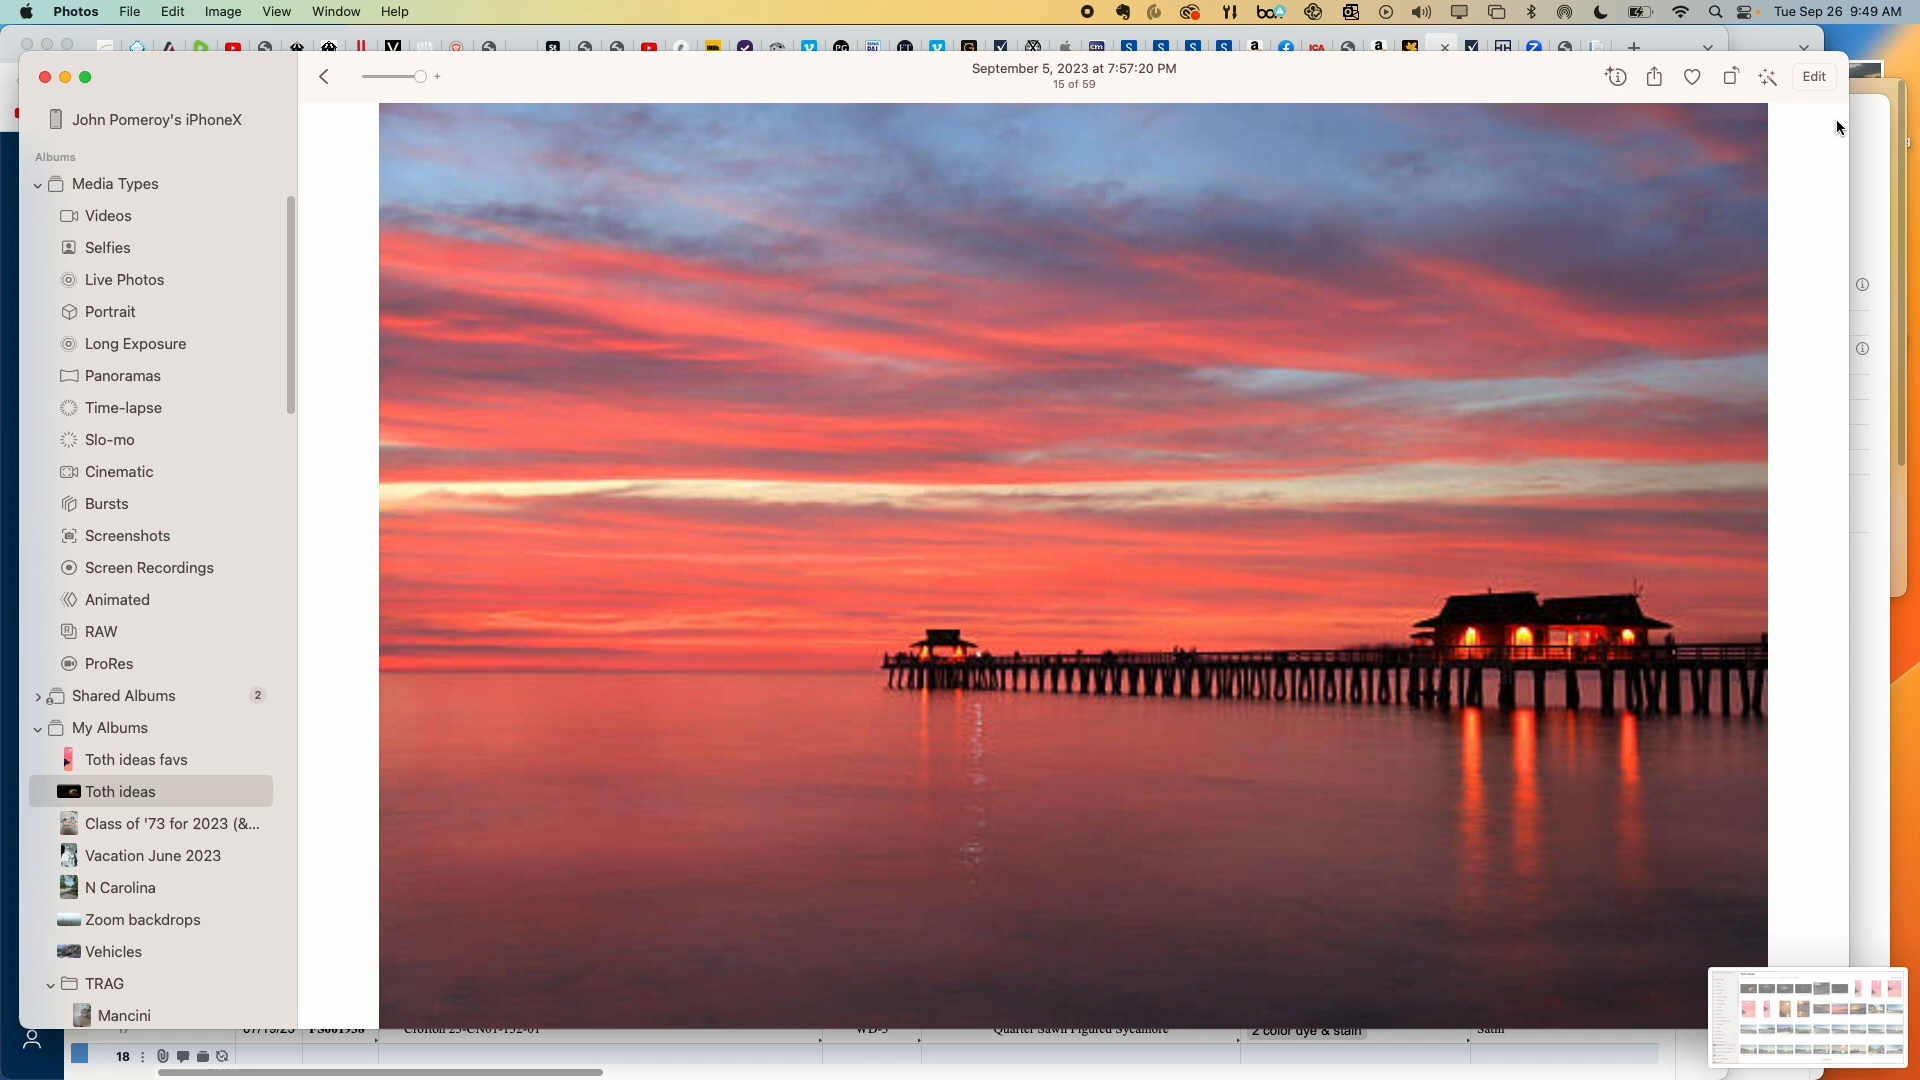 Photos File Edit Image View Window Help
Tue Sep 26 9:49 AM
September 5, 2023 at 7:57:20 PM
15 of 59
Edit
John Pomeroy's iPhoneX
Albums
Media Types
Videos
Selfies
Live Photos
Portrait
Long Exposure
Panoramas
Time-lapse
Slo-mo
Cinematic
Bursts
Screenshots
Screen Recordings
Animated
RAW
ProRes
Shared Albums 2
My Albums
Toth ideas favs
Toth ideas
Class of '73 for 2023 (&...
Vacation June 2023
N Carolina
Zoom backdrops
Vehicles
TRAG
Mancini
Quarter Sawn Figured Sycamore 2 color dye & stain Satin
18